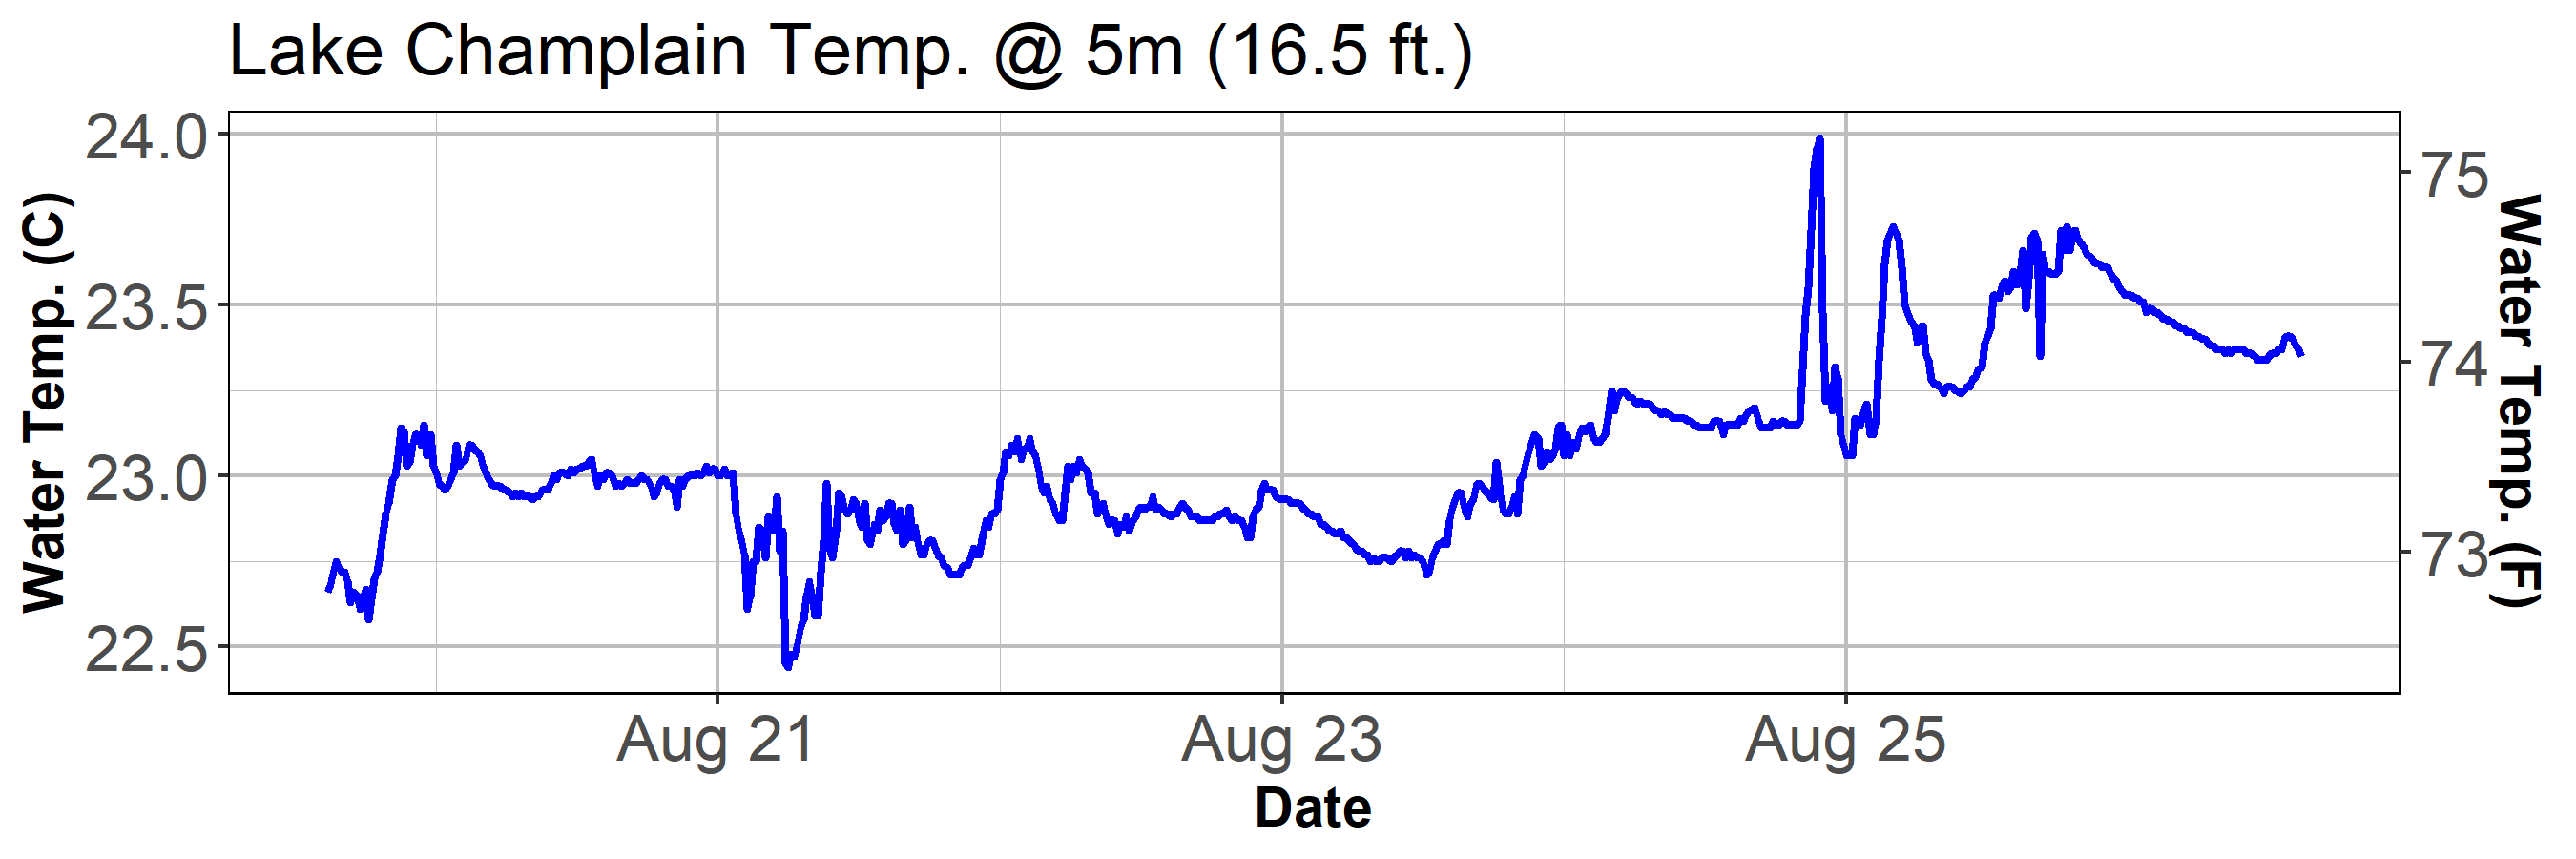 Lake Champlain Temp. @ 5m (16.5 ft.)
24.0
23.5
23.0
22.5
Water Temp. (C)
75
74
73
Water Temp. (F)
Aug 21
Aug 23
Aug 25
Date